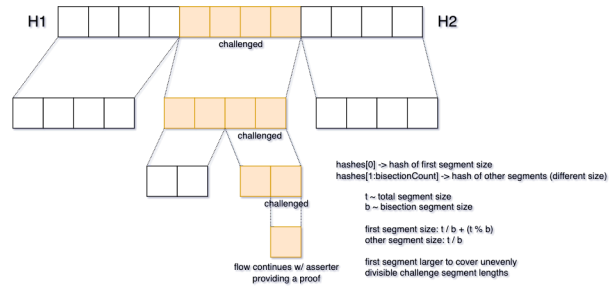 H1
H2
challenged
challenged
challenged
flow continues w/ asserter
providing a proof
hashes[0] -> hash of first segment size
hashes[1:bisectionCount] -> hash of other segments (different size)
t ~ total segment size
b ~ bisection segment size
first segment size: t / b + (t % b)
other segment size: t / b
first segment larger to cover unevenly
divisible challenge segment lengths